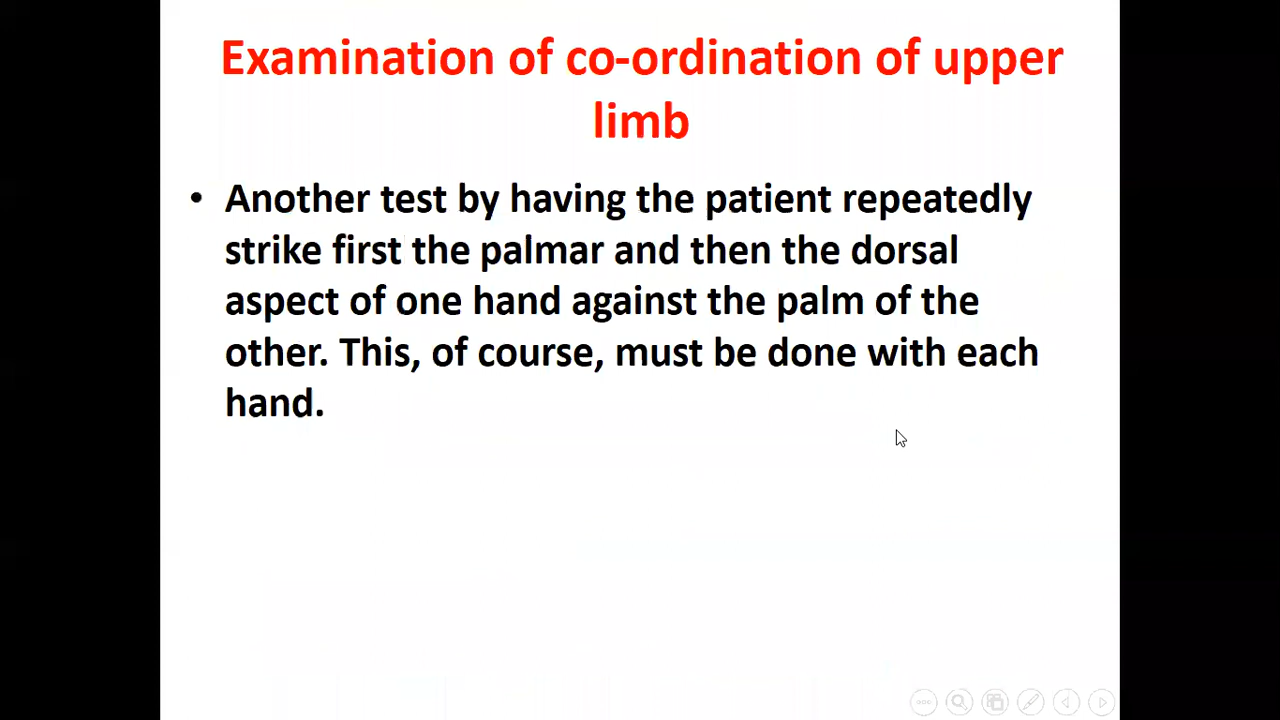 Examination of co-ordination of upper
limb
• Another test by having the patient repeatedly
strike first the palmar and then the dorsal
aspect of one hand against the palm of the
other. This, of course, must be done with each
hand.